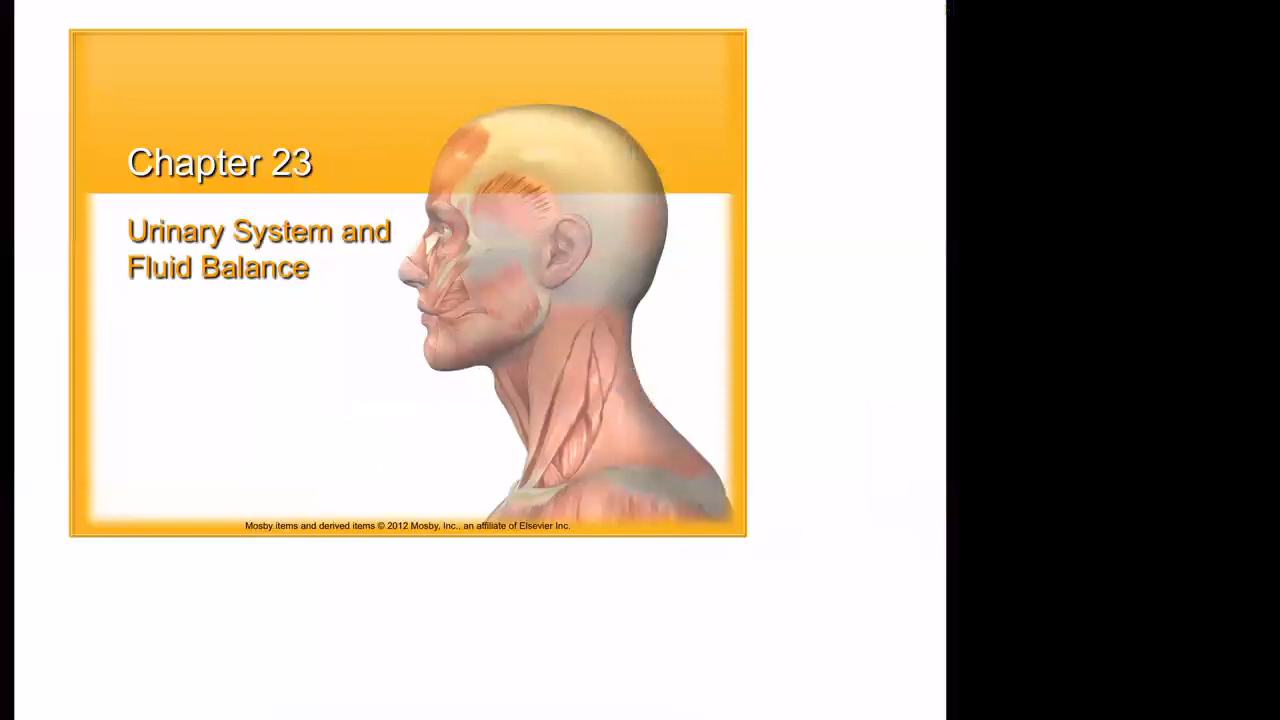 Chapter 23
Urinary System and
Fluid Balance
Mosby items and derived items © 2012 Mosby, Inc., an affiliate of Elsevier Inc.